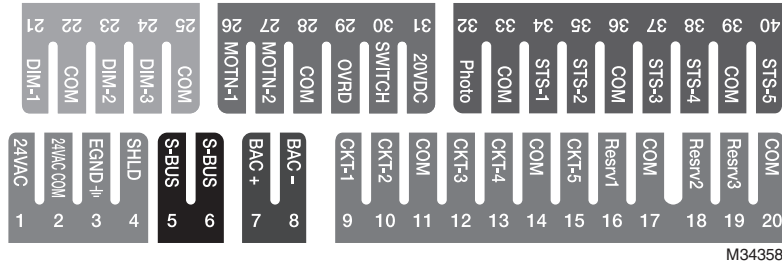 21 22 23 24 25 26 27 28 29 30 31 32 33 34 35 36 37 38 39 40
DIM-1 COM DIM-2 DIM-3 COM MOTN-1 MOTN-2 COM OVRD SWITCH 20VDC Photo COM STS-1 STS-2 COM STS-3 STS-4 COM STS-5
24VAC 24VAC COM EGND ⏚ SHLD S-BUS S-BUS BAC + BAC - CKT-1 CKT-2 COM CKT-3 CKT-4 COM CKT-5 Resrv1 COM Resrv2 Resrv3 COM
1 2 3 4 5 6 7 8 9 10 11 12 13 14 15 16 17 18 19 20
M34358